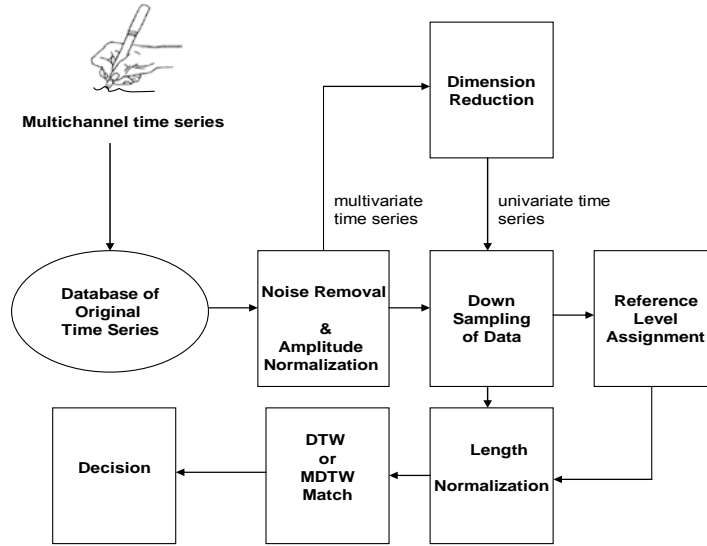 Multichannel time series
Dimension
Reduction
multivariate
time series
univariate time
series
Database of
Original
Time Series
Noise Removal
&
Amplitude
Normalization
Down
Sampling
of Data
Reference
Level
Assignment
Decision
DTW
or
MDTW
Match
Length
Normalization